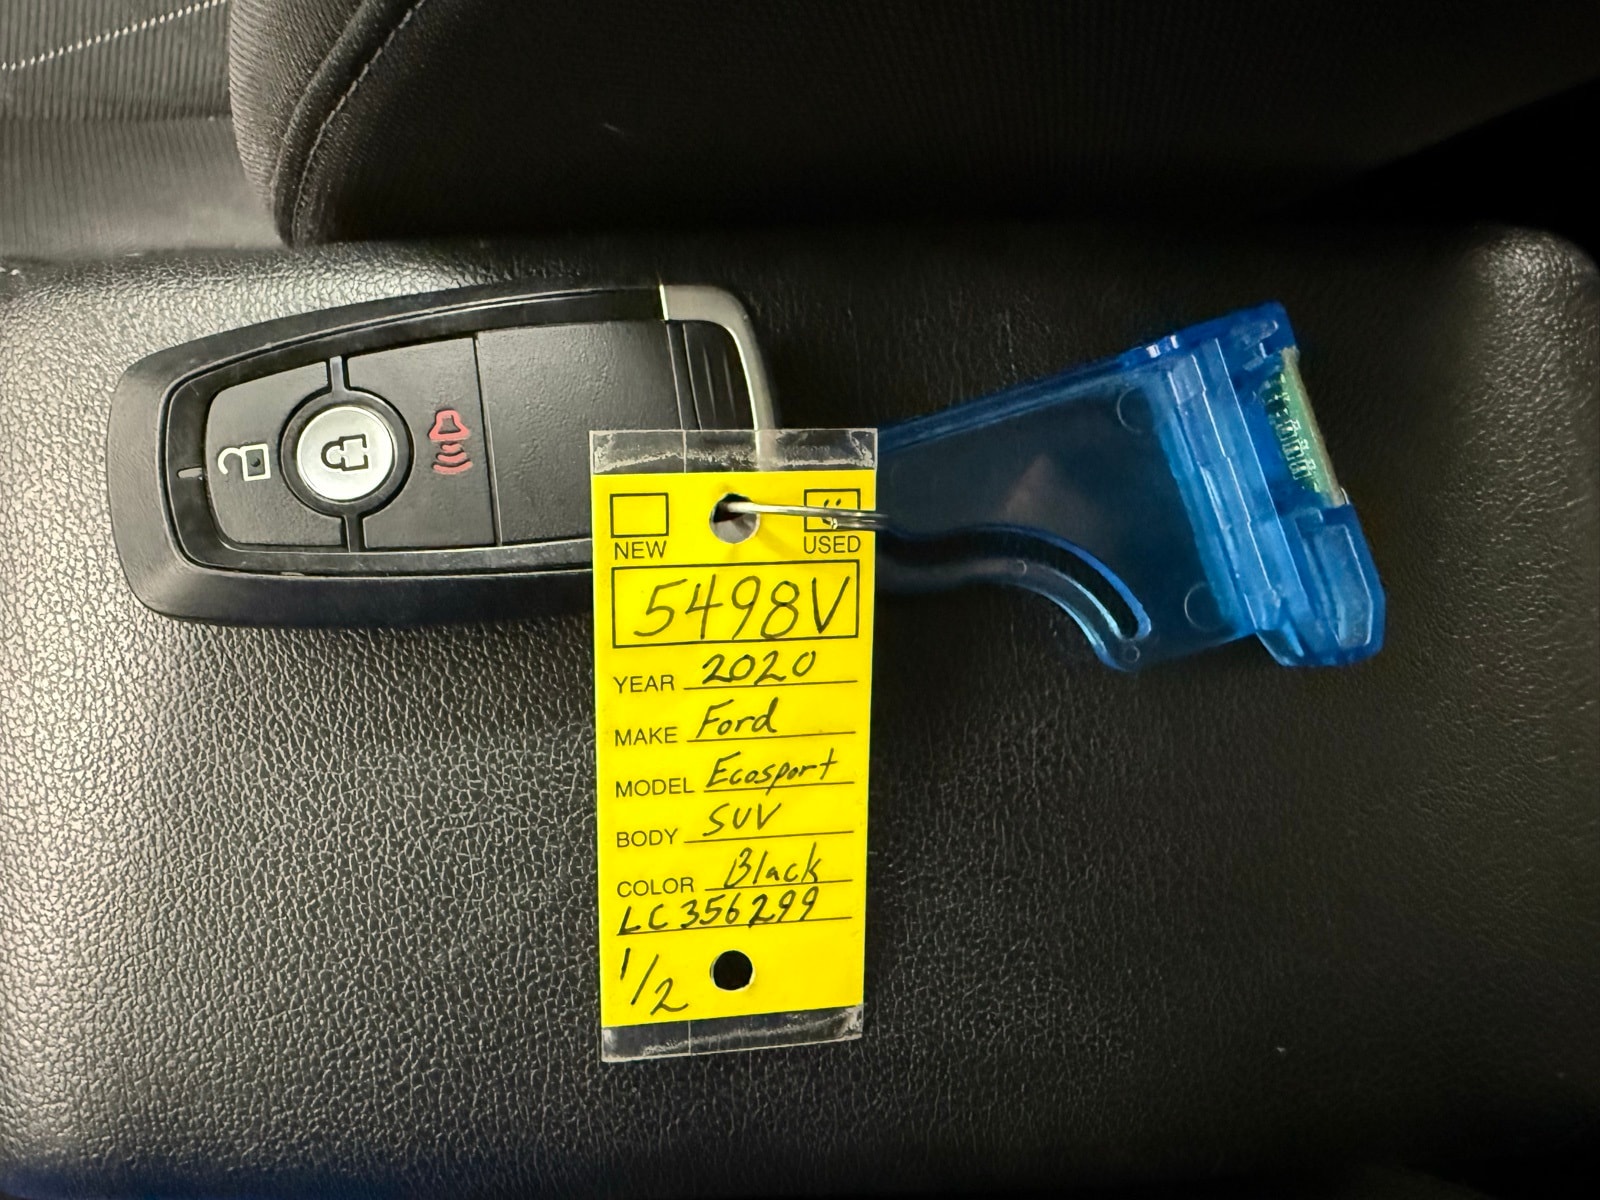 NEW USED
5498V
YEAR 2020
MAKE Ford
MODEL Ecosport
BODY SUV
COLOR Black
LC356299
1/2